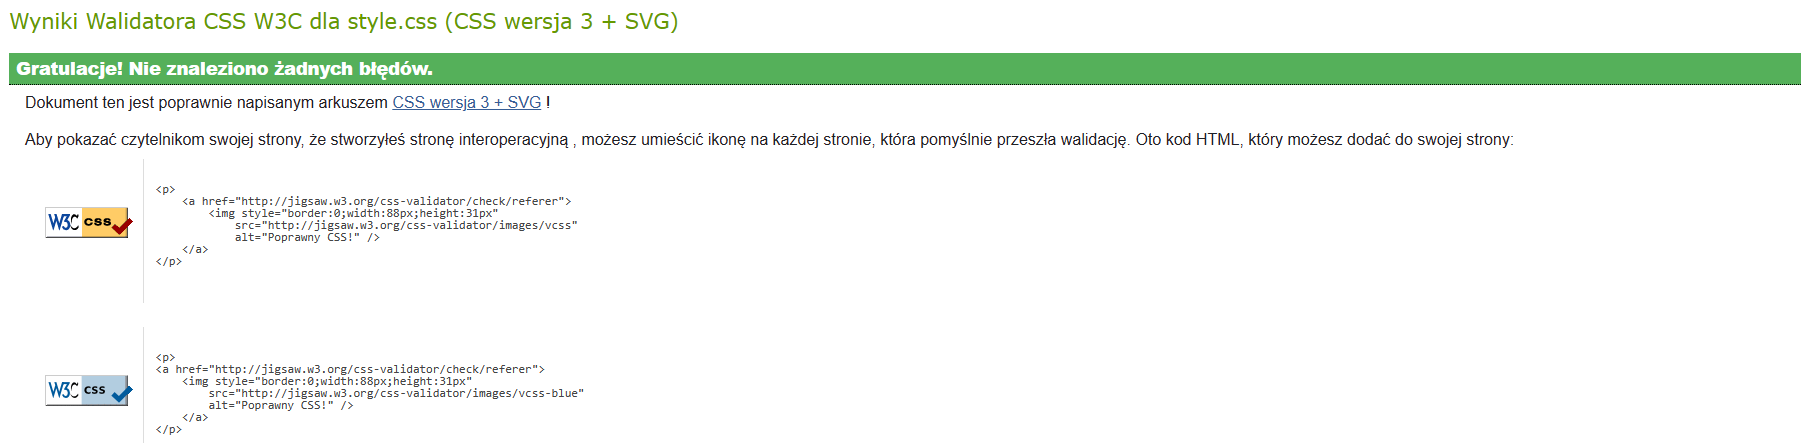 Wyniki Walidatora CSS W3C dla style.css (CSS wersja 3 + SVG)
Gratulacje! Nie znaleziono żadnych błędów.
Dokument ten jest poprawnie napisanym arkuszem CSS wersja 3 + SVG !
Aby pokazać czytelnikom swojej strony, że stworzyłeś stronę interoperacyjną , możesz umieścić ikonę na każdej stronie, która pomyślnie przeszła walidację. Oto kod HTML, który możesz dodać do swojej strony:
W3C css
<p>
<a href="http://jigsaw.w3.org/css-validator/check/referer">
<img style="border:0;width:88px;height:31px"
src="http://jigsaw.w3.org/css-validator/images/vcss"
alt="Poprawny CSS!" />
</a>
</p>
W3C css
<p>
<a href="http://jigsaw.w3.org/css-validator/check/referer">
<img style="border:0;width:88px;height:31px"
src="http://jigsaw.w3.org/css-validator/images/vcss-blue"
alt="Poprawny CSS!" />
</a>
</p>